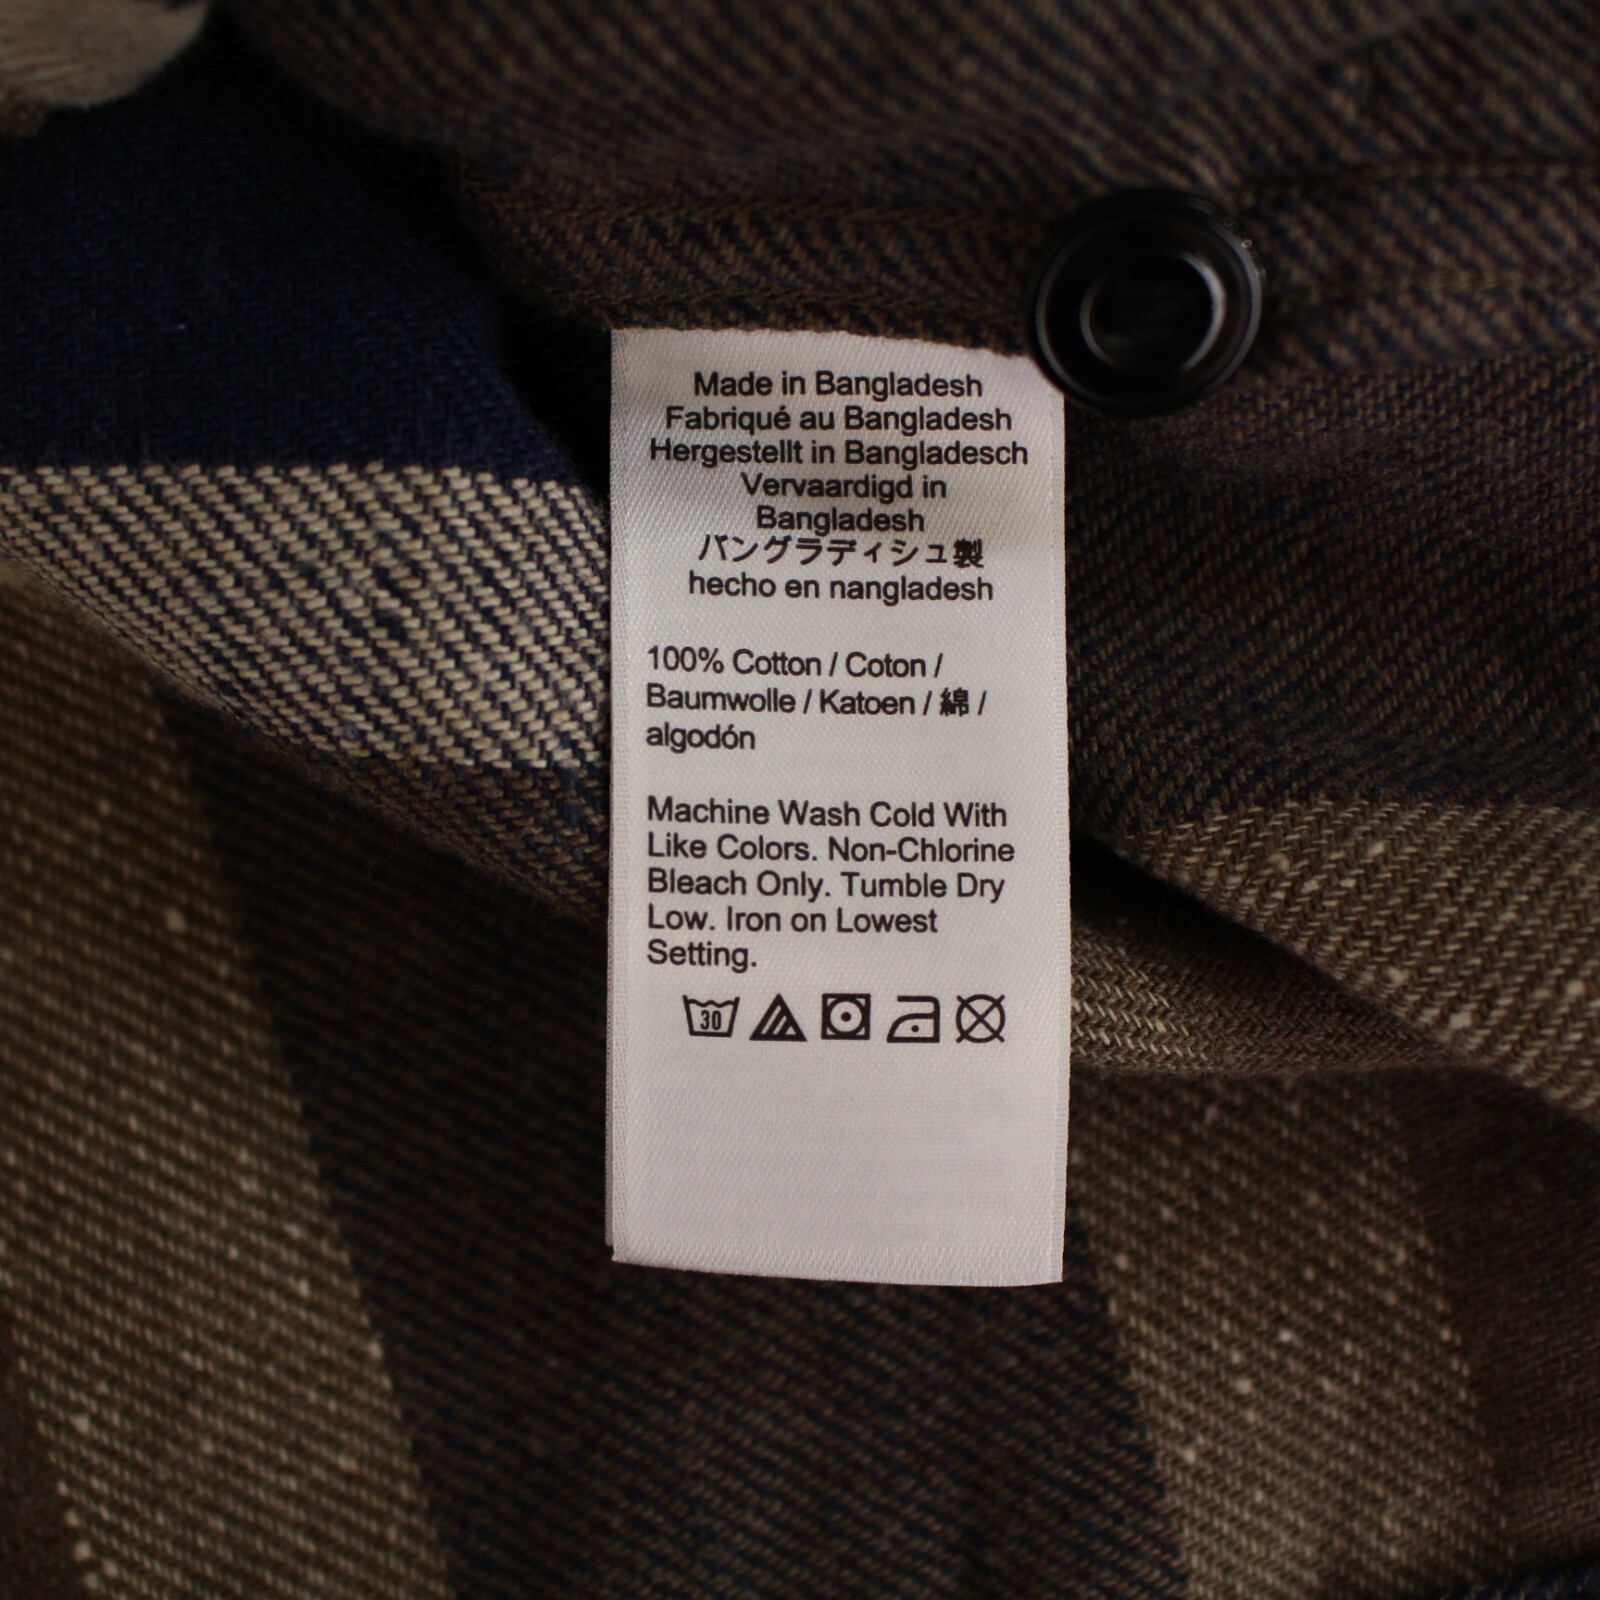 Made in Bangladesh
Fabriqué au Bangladesh
Hergestellt in Bangladesch
Vervaardigd in
Bangladesh
バングラディシュ製
hecho en nangladesh
100% Cotton / Coton /
Baumwolle / Katoen / 綿 /
algodón
Machine Wash Cold With
Like Colors. Non-Chlorine
Bleach Only. Tumble Dry
Low. Iron on Lowest
Setting.
30